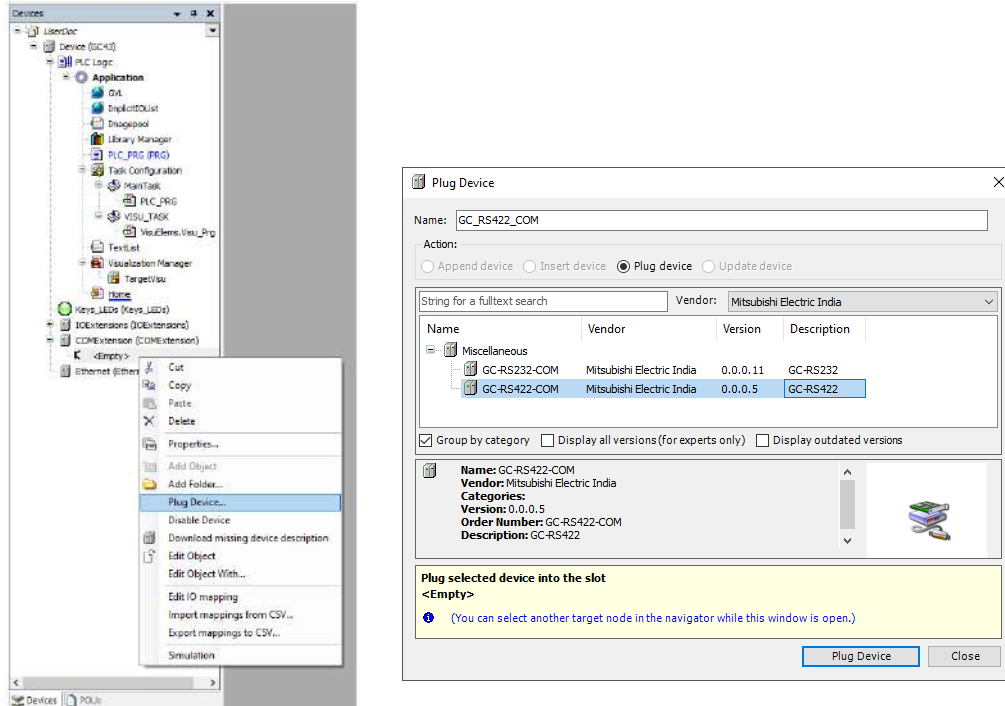 Devices
UserDoc
Device (GC43)
PLC Logic
Application
GVL
ImplicitIOList
Imagepool
Library Manager
PLC_PRG (PRG)
Task Configuration
MainTask
PLC_PRG
VISU_TASK
VisuElems.Visu_Prg
TextList
Visualization Manager
TargetVisu
Home
Keys_LEDs (Keys_LEDs)
IOExtensions (IOExtensions)
COMExtension (COMExtension)
<Empty>
Ethernet (Ethern
Cut
Copy
Paste
Delete
Properties...
Add Object
Add Folder...
Plug Device...
Disable Device
Download missing device description
Edit Object
Edit Object With...
Edit IO mapping
Import mappings from CSV...
Export mappings to CSV...
Simulation
Devices POUs
Plug Device
Name: GC_RS422_COM
Action:
Append device Insert device Plug device Update device
String for a fulltext search Vendor: Mitsubishi Electric India
Name Vendor Version Description
Miscellaneous
GC-RS232-COM Mitsubishi Electric India 0.0.0.11 GC-RS232
GC-RS422-COM Mitsubishi Electric India 0.0.0.5 GC-RS422
Group by category Display all versions (for experts only) Display outdated versions
Name: GC-RS422-COM
Vendor: Mitsubishi Electric India
Categories:
Version: 0.0.0.5
Order Number: GC-RS422-COM
Description: GC-RS422
Plug selected device into the slot
<Empty>
(You can select another target node in the navigator while this window is open.)
Plug Device Close